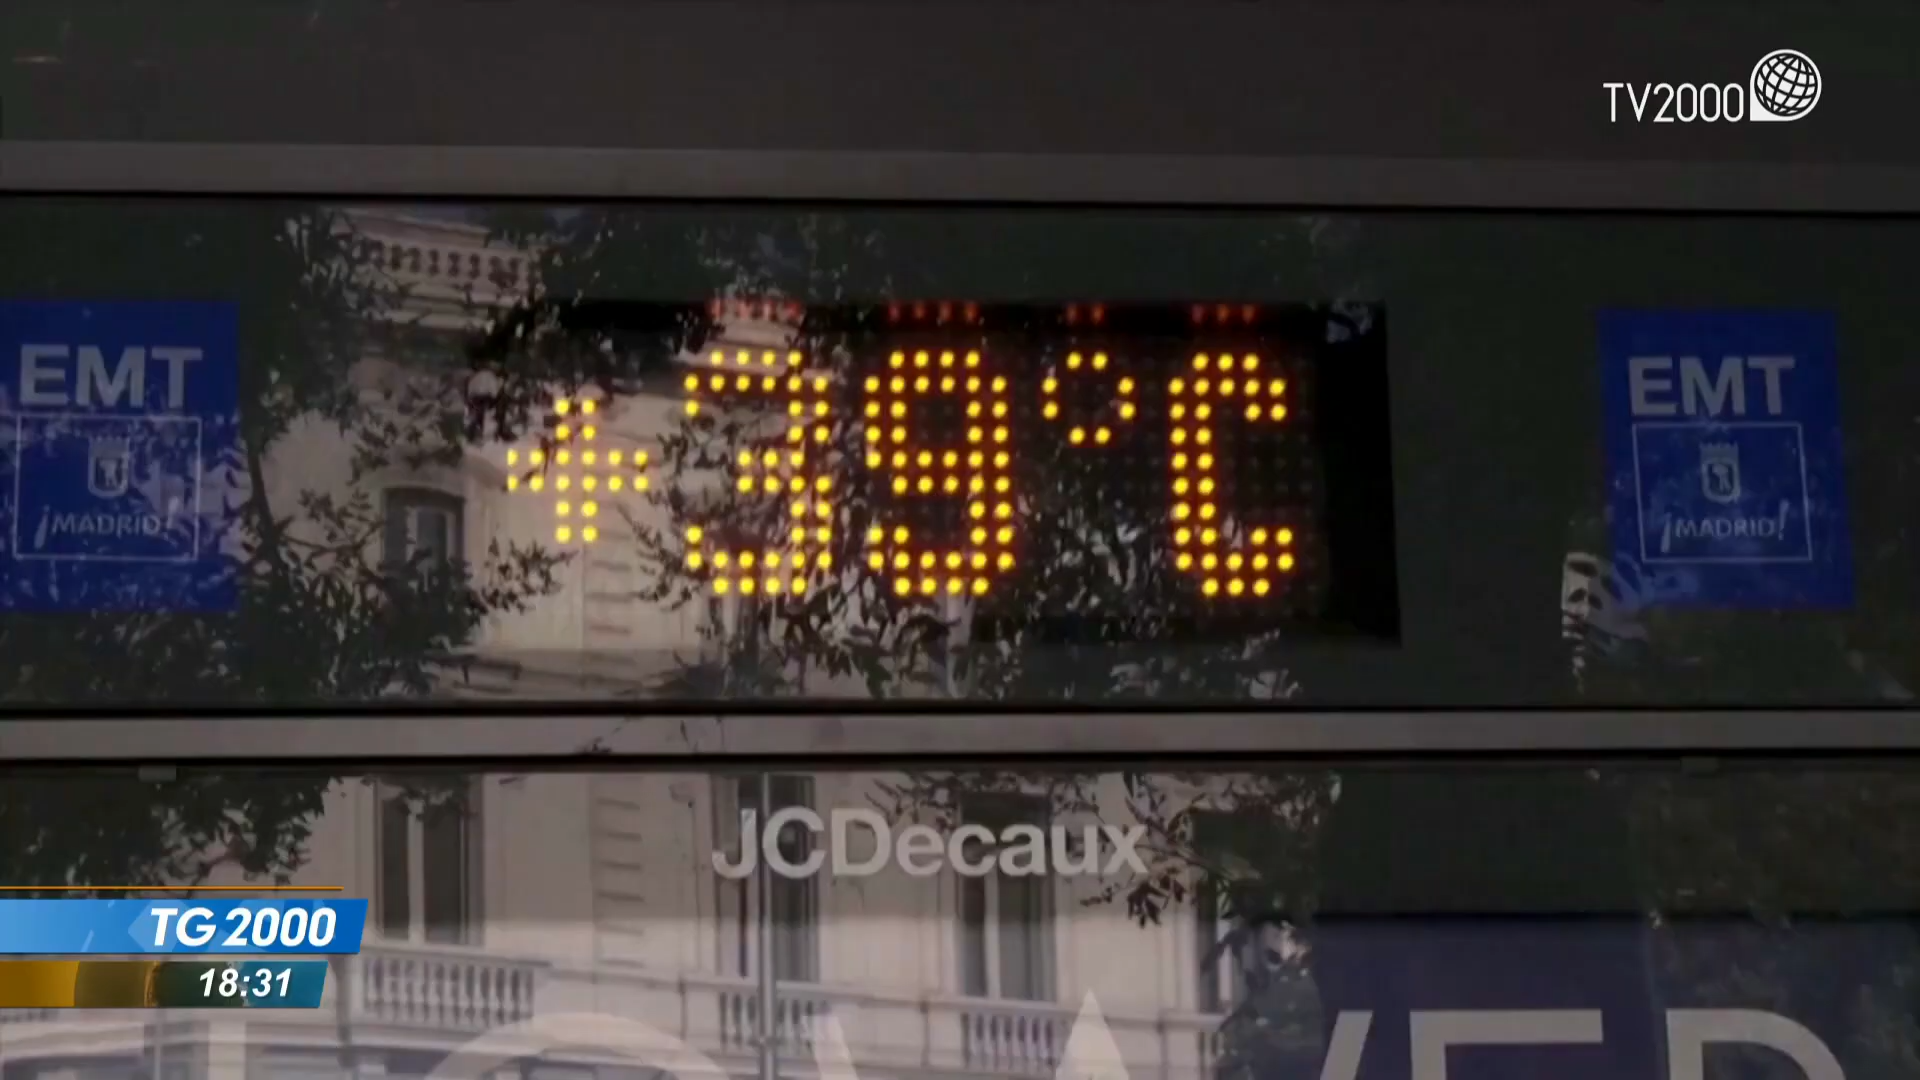 TV2000
EMT
¡MADRID!
+39°C
EMT
¡MADRID!
JCDecaux
TG 2000
18:31